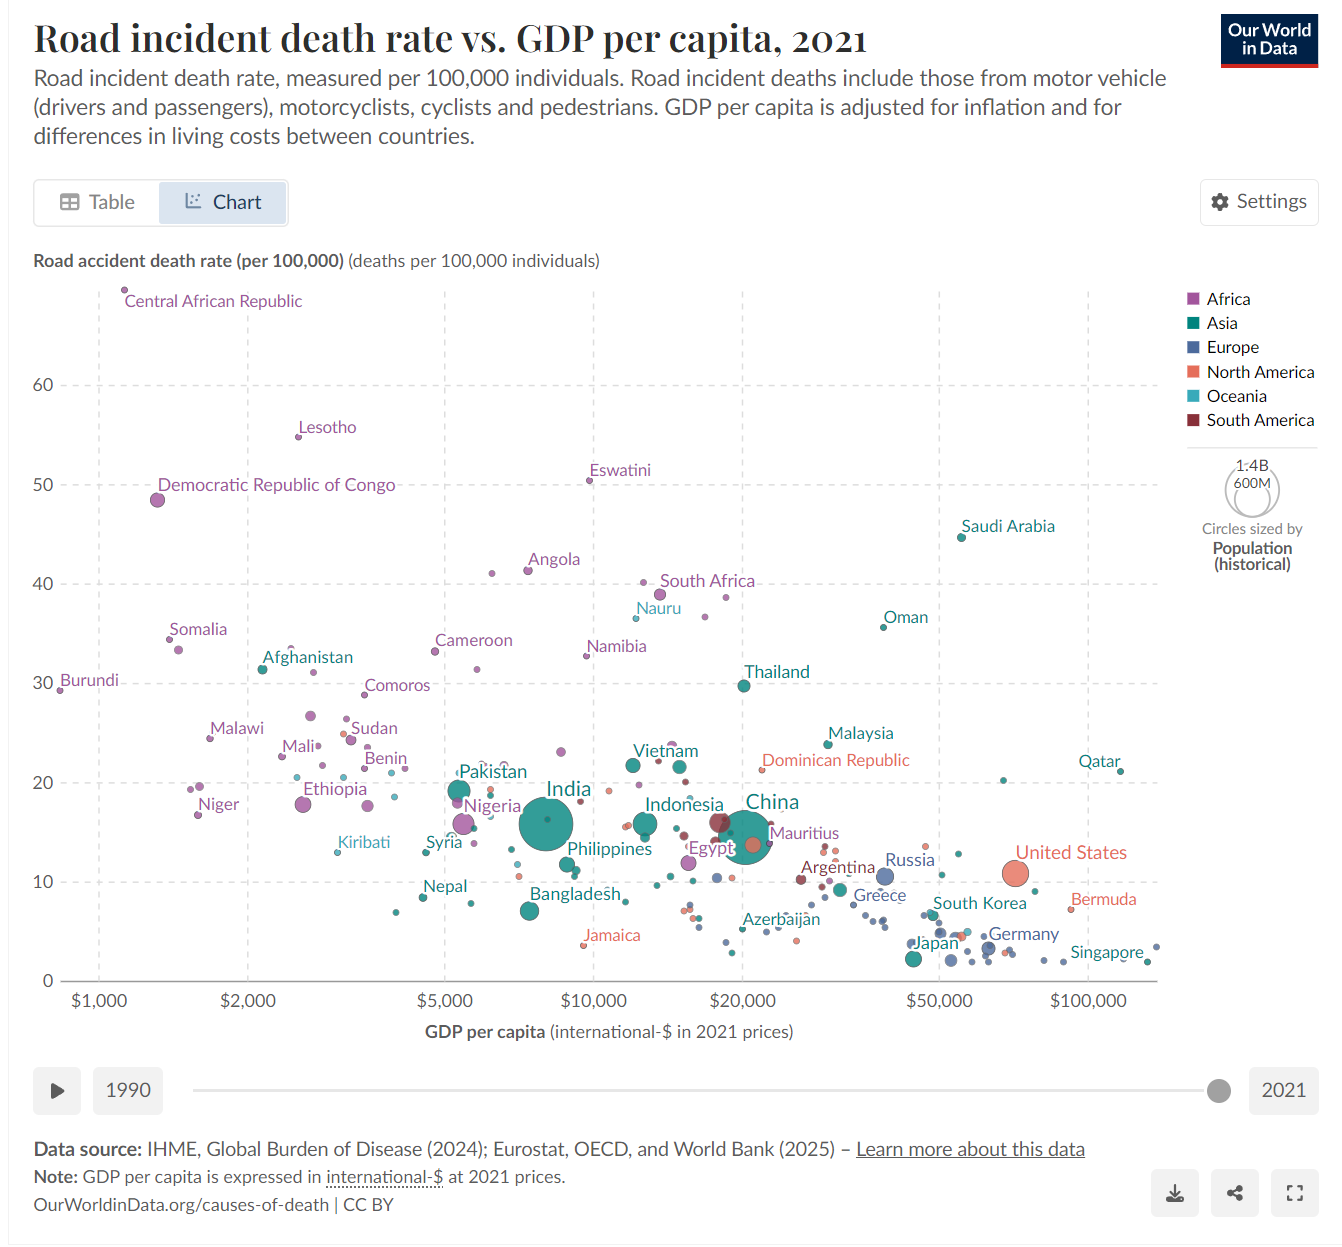 Road incident death rate vs. GDP per capita, 2021
Our World
in Data
Road incident death rate, measured per 100,000 individuals. Road incident deaths include those from motor vehicle
(drivers and passengers), motorcyclists, cyclists and pedestrians. GDP per capita is adjusted for inflation and for
differences in living costs between countries.
Table
Chart
Settings
Road accident death rate (per 100,000) (deaths per 100,000 individuals)
Central African Republic
60
Lesotho
Eswatini
50
Democratic Republic of Congo
Saudi Arabia
Angola
40
South Africa
Nauru
Oman
Somalia
Cameroon
Namibia
Afghanistan
Thailand
30
Burundi
Comoros
Malawi
Sudan
Malaysia
Mali
Vietnam
Benin
Dominican Republic
Qatar
Pakistan
20
Ethiopia
India
Niger
Nigeria
Indonesia
China
Mauritius
Kiribati
Syria
Philippines
Egypt
United States
Argentina
Russia
10
Nepal
Bangladesh
Greece
Bermuda
South Korea
Azerbaijan
Jamaica
Germany
Japan
Singapore
0
$1,000
$2,000
$5,000
$10,000
$20,000
$50,000
$100,000
GDP per capita (international-$ in 2021 prices)
Africa
Asia
Europe
North America
Oceania
South America
1.4B
600M
Circles sized by
Population
(historical)
1990
2021
Data source: IHME, Global Burden of Disease (2024); Eurostat, OECD, and World Bank (2025) – Learn more about this data
Note: GDP per capita is expressed in international-$ at 2021 prices.
OurWorldinData.org/causes-of-death | CC BY